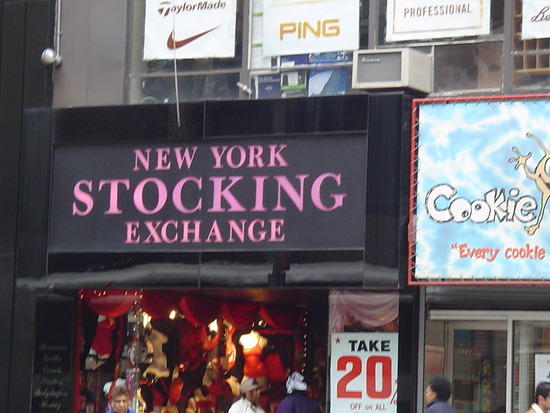 TaylorMade
PING
PROFESSIONAL
NEW YORK
STOCKING
EXCHANGE
Cookie
"Every cookie
TAKE
20%
OFF on ALL